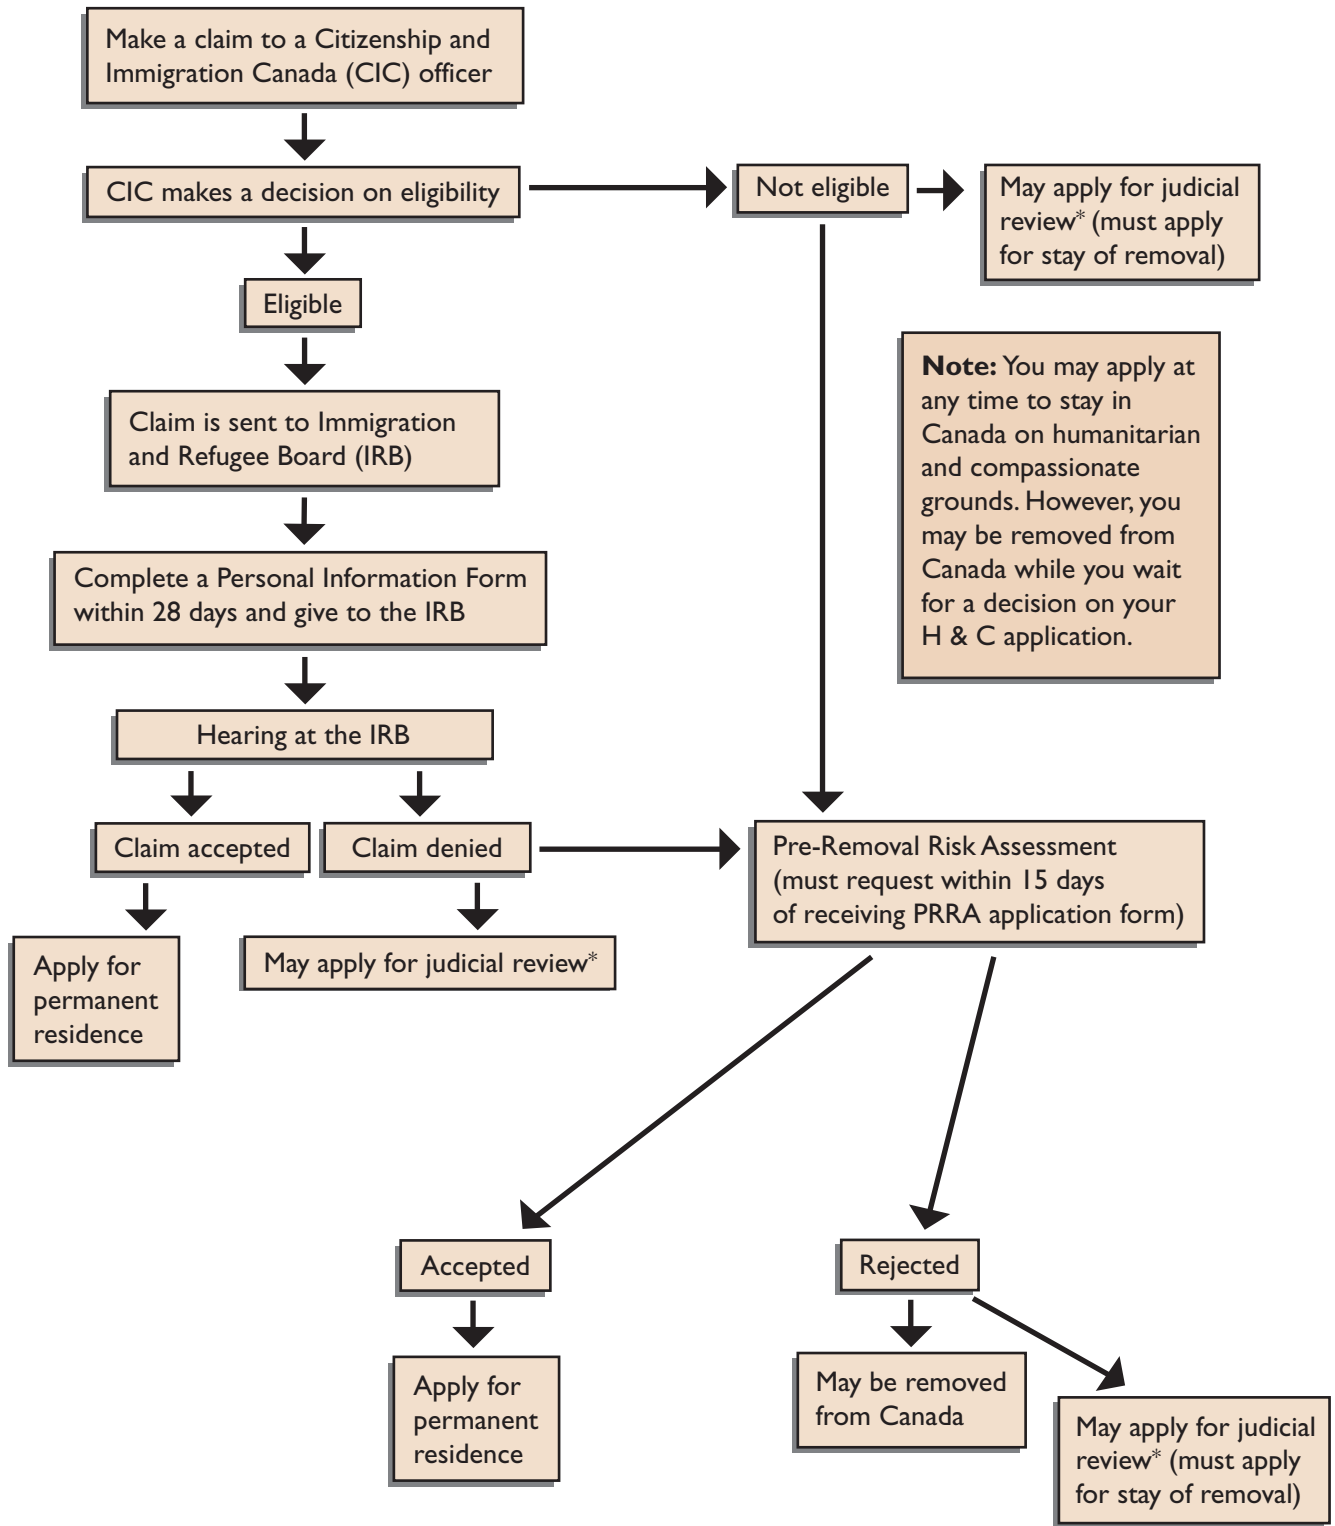 Make a claim to a Citizenship and
Immigration Canada (CIC) officer
CIC makes a decision on eligibility
Not eligible
May apply for judicial
review* (must apply
for stay of removal)
Eligible
Note: You may apply at
any time to stay in
Canada on humanitarian
and compassionate
grounds. However, you
may be removed from
Canada while you wait
for a decision on your
H & C application.
Claim is sent to Immigration
and Refugee Board (IRB)
Complete a Personal Information Form
within 28 days and give to the IRB
Hearing at the IRB
Claim accepted
Claim denied
Pre-Removal Risk Assessment
(must request within 15 days
of receiving PRRA application form)
Apply for
permanent
residence
May apply for judicial review*
Accepted
Rejected
Apply for
permanent
residence
May be removed
from Canada
May apply for judicial
review* (must apply
for stay of removal)